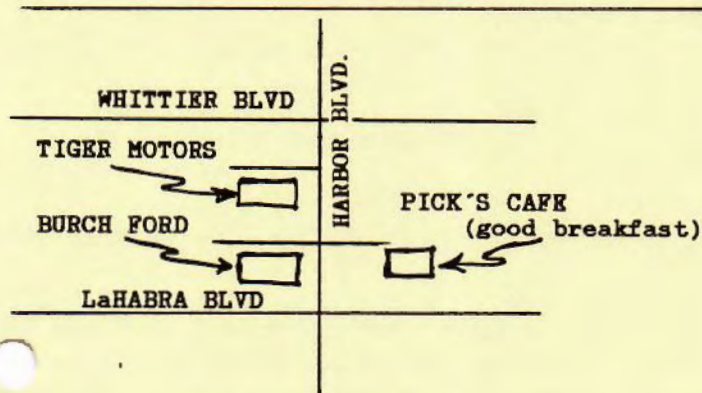 WHITTIER BLVD
HARBOR BLVD.
TIGER MOTORS
PICK'S CAFE
(good breakfast)
BURCH FORD
LaHABRA BLVD